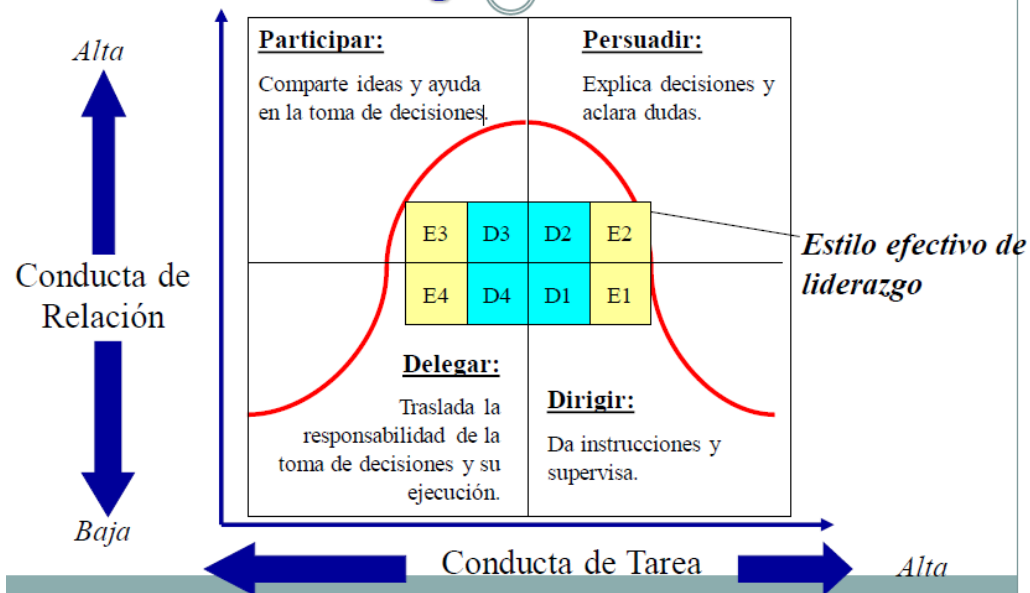 Alta
Conducta de
Relación
Baja
Participar:
Comparte ideas y ayuda
en la toma de decisiones.
Persuadir:
Explica decisiones y
aclara dudas.
E3 D3 D2 E2
E4 D4 D1 E1
Estilo efectivo de
liderazgo
Delegar:
Traslada la
responsabilidad de la
toma de decisiones y su
ejecución.
Dirigir:
Da instrucciones y
supervisa.
Conducta de Tarea
Alta